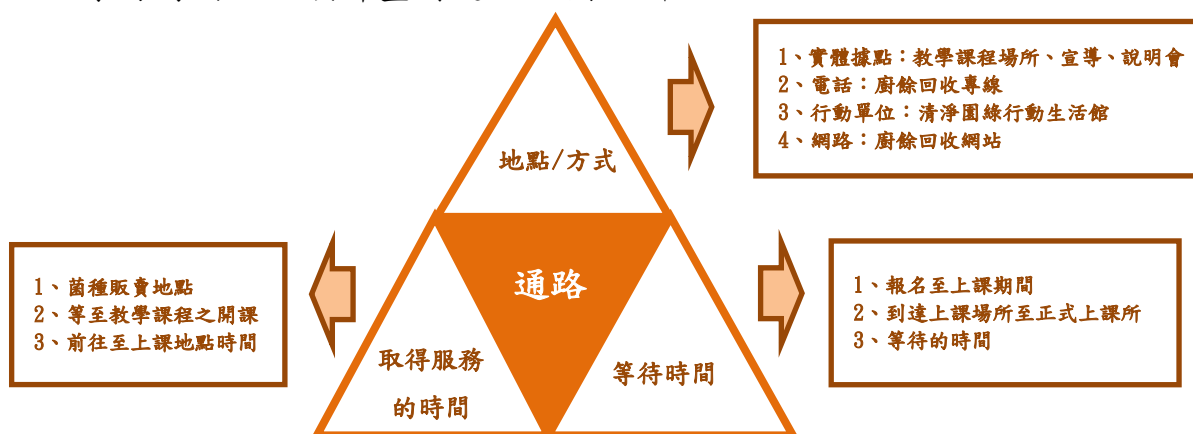 1、實體據點：教學課程場所、宣導、說明會
2、電話：廚餘回收專線
3、行動單位：清淨園綠行動生活館
4、網路：廚餘回收網站
地點/方式
通路
1、菌種販賣地點
2、等至教學課程之開課
3、前往至上課地點時間
取得服務
的時間
等待時間
1、報名至上課期間
2、到達上課場所至正式上課所
3、等待的時間